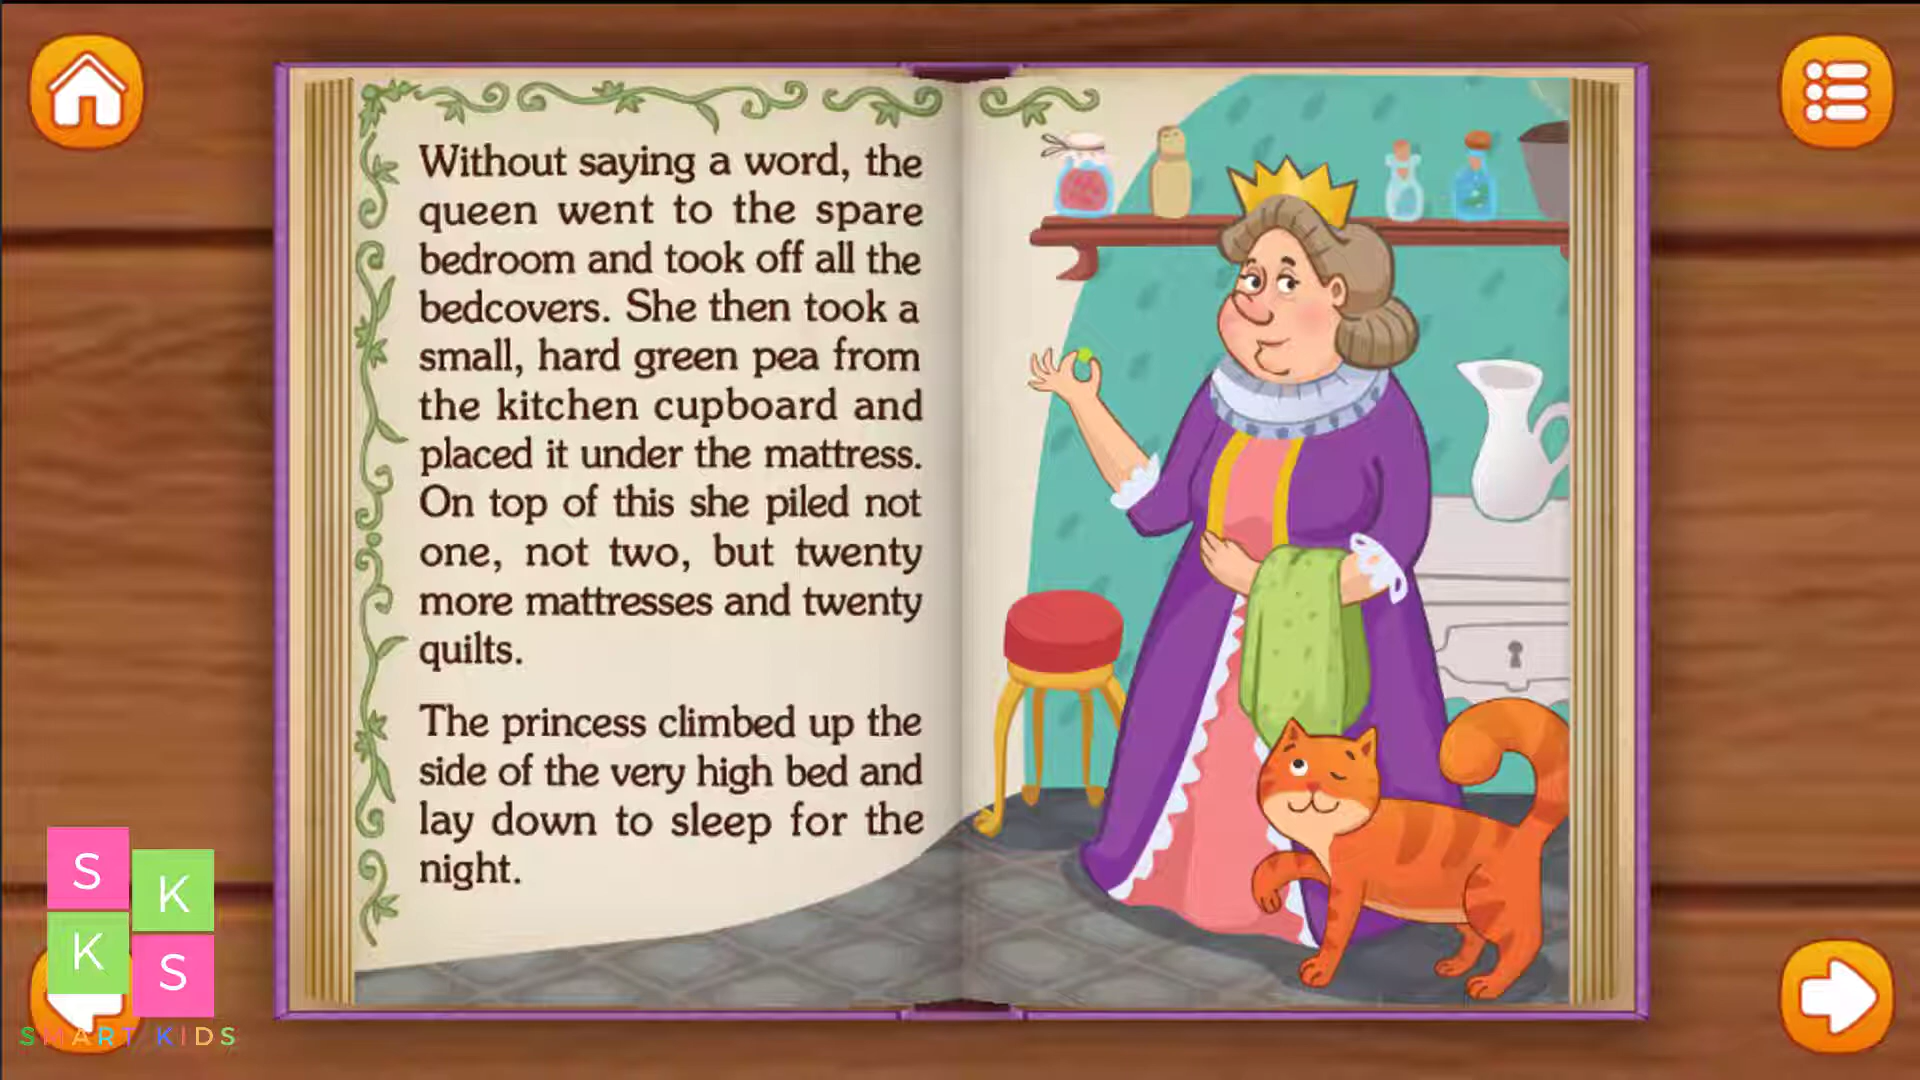 Without saying a word, the
queen went to the spare
bedroom and took off all the
bedcovers. She then took a
small, hard green pea from
the kitchen cupboard and
placed it under the mattress.
On top of this she piled not
one, not two, but twenty
more mattresses and twenty
quilts.
The princess climbed up the
side of the very high bed and
lay down to sleep for the
night.
S
K
K
S
SMART KIDS